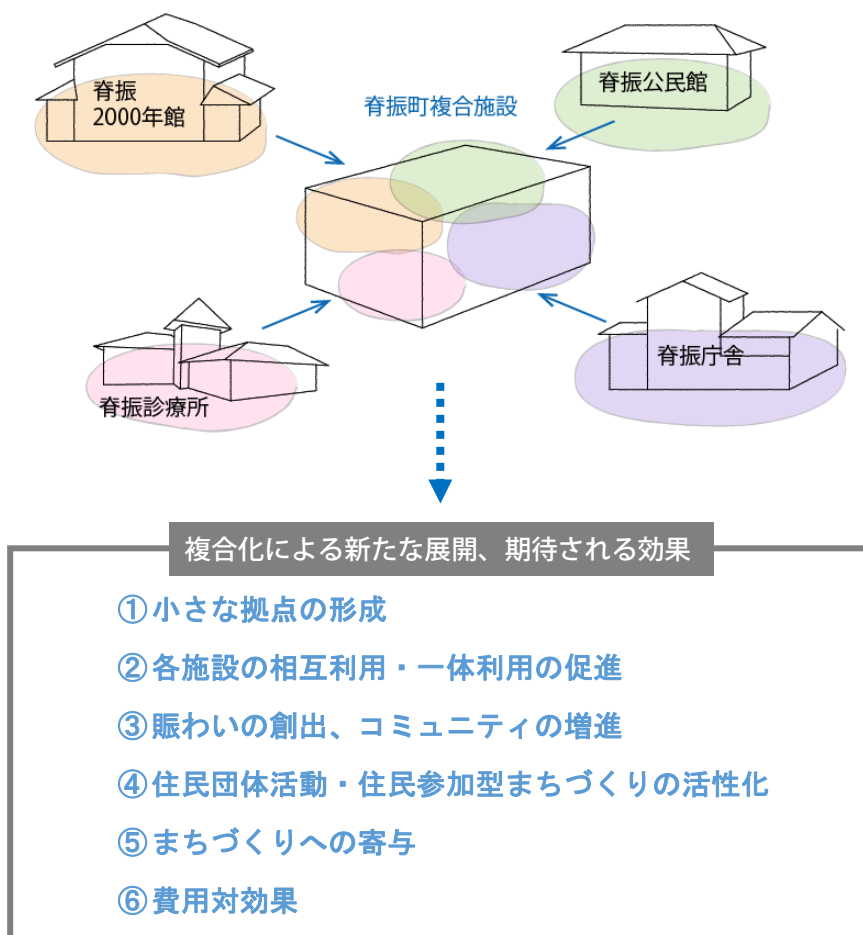 脊振
2000年館
脊振公民館
脊振町複合施設
脊振診療所
脊振庁舎
複合化による新たな展開、期待される効果
①小さな拠点の形成
②各施設の相互利用・一体利用の促進
③賑わいの創出、コミュニティの増進
④住民団体活動・住民参加型まちづくりの活性化
⑤まちづくりへの寄与
⑥費用対効果